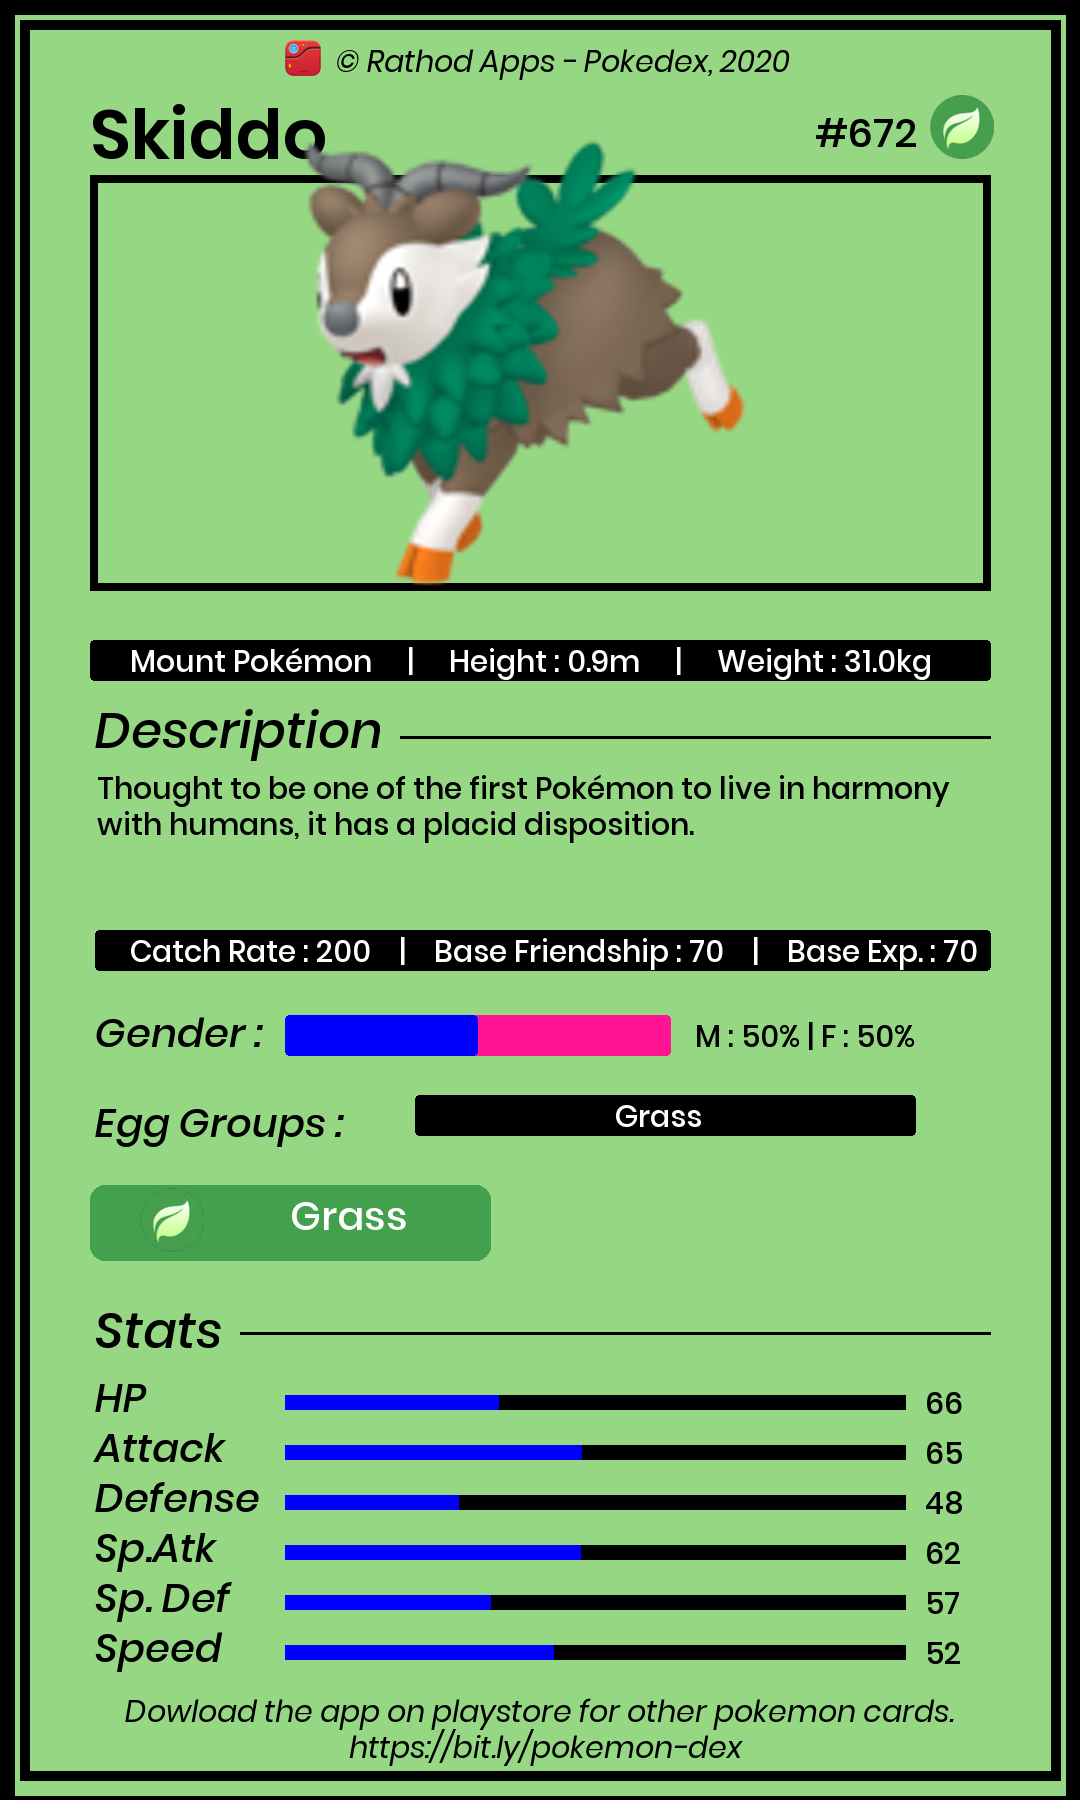 © Rathod Apps - Pokedex, 2020
Skiddo
#672
Mount Pokémon | Height : 0.9m | Weight : 31.0kg
Description
Thought to be one of the first Pokémon to live in harmony
with humans, it has a placid disposition.
Catch Rate : 200 | Base Friendship : 70 | Base Exp. : 70
Gender : M : 50% | F : 50%
Egg Groups : Grass
Grass
Stats
HP 66
Attack 65
Defense 48
Sp.Atk 62
Sp. Def 57
Speed 52
Dowload the app on playstore for other pokemon cards.
https://bit.ly/pokemon-dex